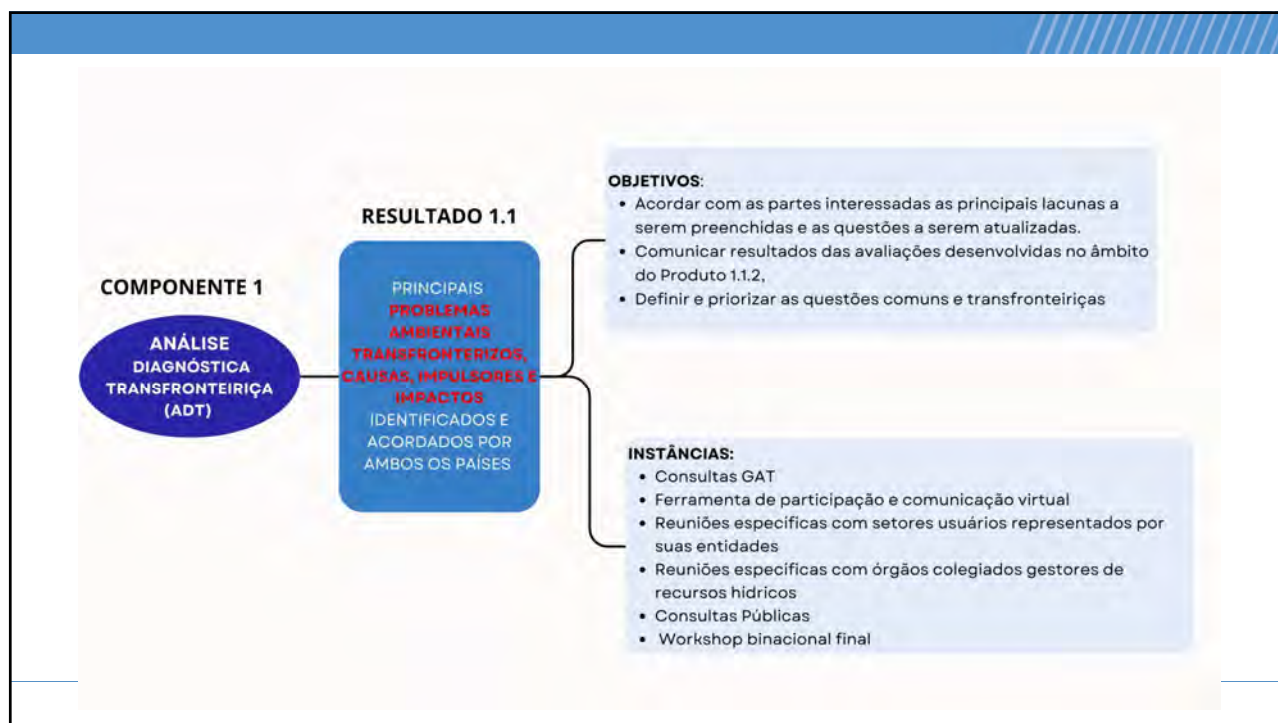 COMPONENTE 1
ANÁLISE
DIAGNÓSTICA
TRANSFRONTEIRIÇA
(ADT)
RESULTADO 1.1
PRINCIPAIS
PROBLEMAS
AMBIENTAIS
TRANSFRONTERIZOS,
CAUSAS, IMPULSORES E
IMPACTOS
IDENTIFICADOS E
ACORDADOS POR
AMBOS OS PAÍSES
OBJETIVOS:
• Acordar com as partes interessadas as principais lacunas a
serem preenchidas e as questões a serem atualizadas.
• Comunicar resultados das avaliações desenvolvidas no âmbito
do Produto 1.1.2,
• Definir e priorizar as questões comuns e transfronteiriças
INSTÂNCIAS:
• Consultas GAT
• Ferramenta de participação e comunicação virtual
• Reuniões específicas com setores usuários representados por
suas entidades
• Reuniões específicas com órgãos colegiados gestores de
recursos hídricos
• Consultas Públicas
• Workshop binacional final